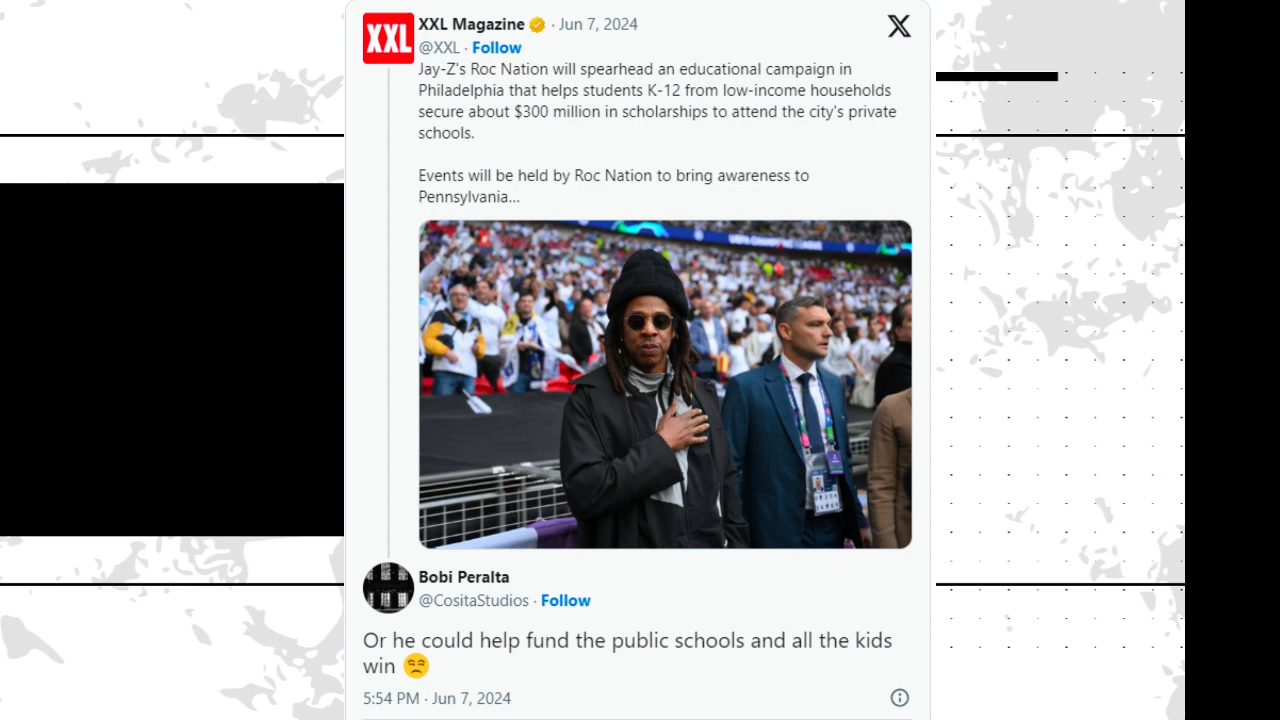 XXL
XXL Magazine · Jun 7, 2024
@XXL · Follow
Jay-Z's Roc Nation will spearhead an educational campaign in
Philadelphia that helps students K-12 from low-income households
secure about $300 million in scholarships to attend the city's private
schools.
Events will be held by Roc Nation to bring awareness to
Pennsylvania...
Bobi Peralta
@CositaStudios · Follow
Or he could help fund the public schools and all the kids
win 😒
5:54 PM · Jun 7, 2024